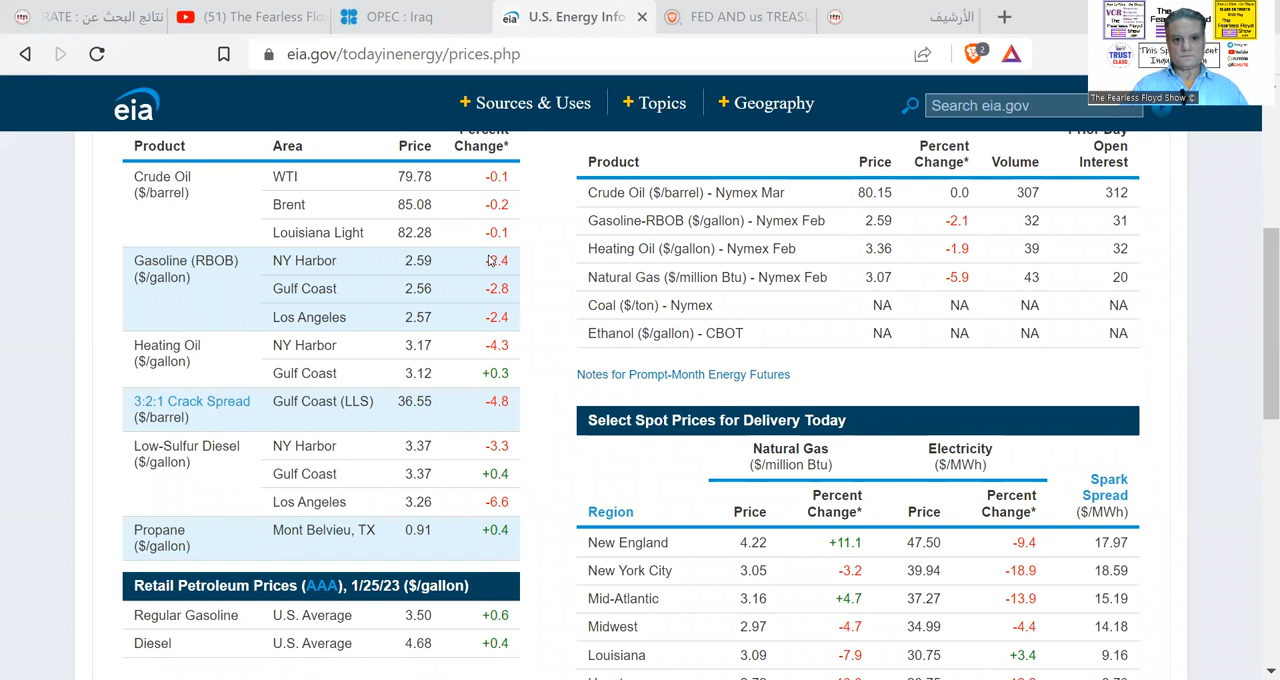 نتائج البحث عن : RATE
(51) The Fearless Flo
OPEC : Iraq
U.S. Energy Info
FED AND us TREASU
الأرشيف
eia.gov/todayinenergy/prices.php
2
eia
+ Sources & Uses
+ Topics
+ Geography
Search eia.gov
VCR
The Fearless Floyd Show ©
TRUST CLASS
Product Area Price Percent Change*
Crude Oil ($/barrel) WTI 79.78 -0.1
Brent 85.08 -0.2
Louisiana Light 82.28 -0.1
Gasoline (RBOB) ($/gallon) NY Harbor 2.59 .4
Gulf Coast 2.56 -2.8
Los Angeles 2.57 -2.4
Heating Oil ($/gallon) NY Harbor 3.17 -4.3
Gulf Coast 3.12 +0.3
3:2:1 Crack Spread ($/barrel) Gulf Coast (LLS) 36.55 -4.8
Low-Sulfur Diesel ($/gallon) NY Harbor 3.37 -3.3
Gulf Coast 3.37 +0.4
Los Angeles 3.26 -6.6
Propane ($/gallon) Mont Belvieu, TX 0.91 +0.4
Retail Petroleum Prices (AAA), 1/25/23 ($/gallon)
Regular Gasoline U.S. Average 3.50 +0.6
Diesel U.S. Average 4.68 +0.4
Product Price Percent Change* Volume Prior Day Open Interest
Crude Oil ($/barrel) - Nymex Mar 80.15 0.0 307 312
Gasoline-RBOB ($/gallon) - Nymex Feb 2.59 -2.1 32 31
Heating Oil ($/gallon) - Nymex Feb 3.36 -1.9 39 32
Natural Gas ($/million Btu) - Nymex Feb 3.07 -5.9 43 20
Coal ($/ton) - Nymex NA NA NA NA
Ethanol ($/gallon) - CBOT NA NA NA NA
Notes for Prompt-Month Energy Futures
Select Spot Prices for Delivery Today
Natural Gas ($/million Btu) Electricity ($/MWh) Spark Spread ($/MWh)
Region Price Percent Change* Price Percent Change*
New England 4.22 +11.1 47.50 -9.4 17.97
New York City 3.05 -3.2 39.94 -18.9 18.59
Mid-Atlantic 3.16 +4.7 37.27 -13.9 15.19
Midwest 2.97 -4.7 34.99 -4.4 14.18
Louisiana 3.09 -7.9 30.75 +3.4 9.16